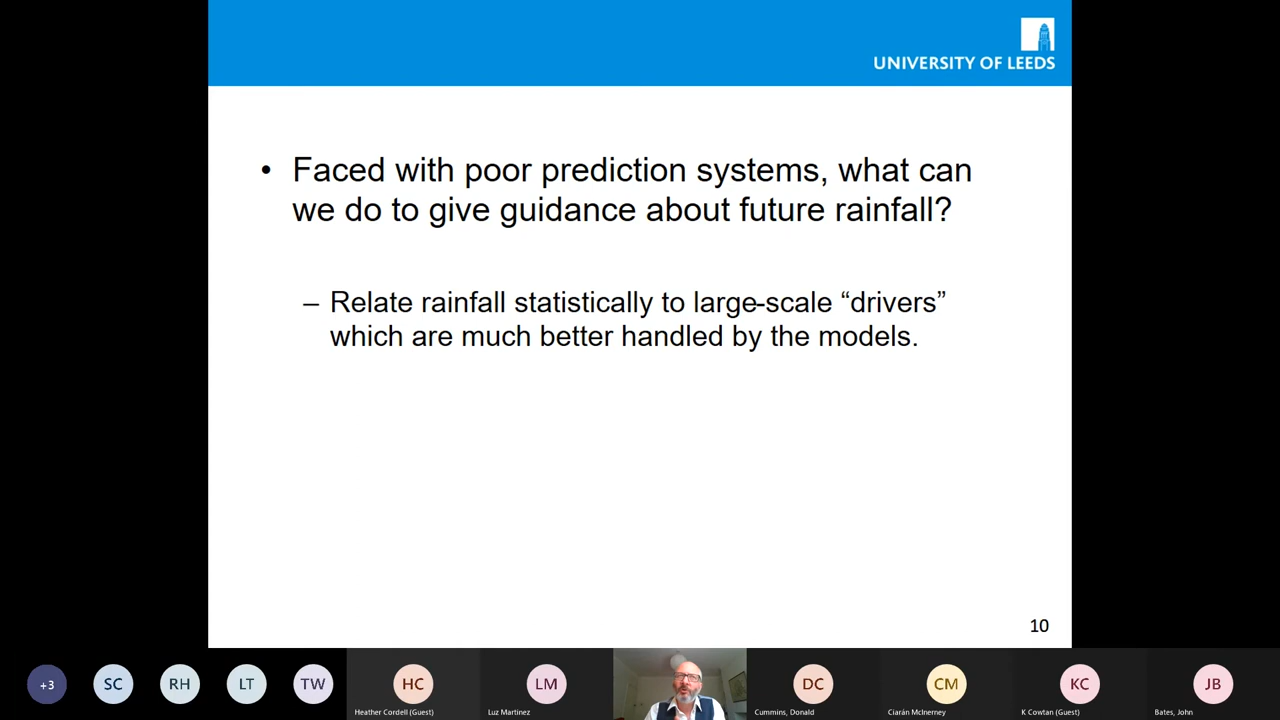 UNIVERSITY OF LEEDS
• Faced with poor prediction systems, what can
we do to give guidance about future rainfall?
– Relate rainfall statistically to large-scale “drivers”
which are much better handled by the models.
10
+3
SC
RH
LT
TW
HC
Heather Cordell (Guest)
LM
Luz Martinez
DC
Cummins, Donald
CM
Ciarán McInerney
KC
K Cowtan (Guest)
JB
Bates, John